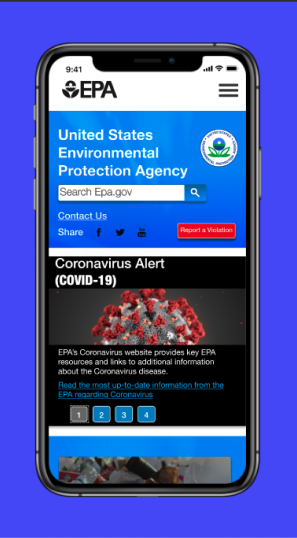 9:41
EPA
United States
Environmental
Protection Agency
Search Epa.gov
Contact Us
Share
Report a Violation
Coronavirus Alert
(COVID-19)
EPA's Coronavirus website provides key EPA
resources and links to additional information
about the Coronavirus disease.
Read the most up-to-date information from the
EPA regarding Coronavirus
1 2 3 4